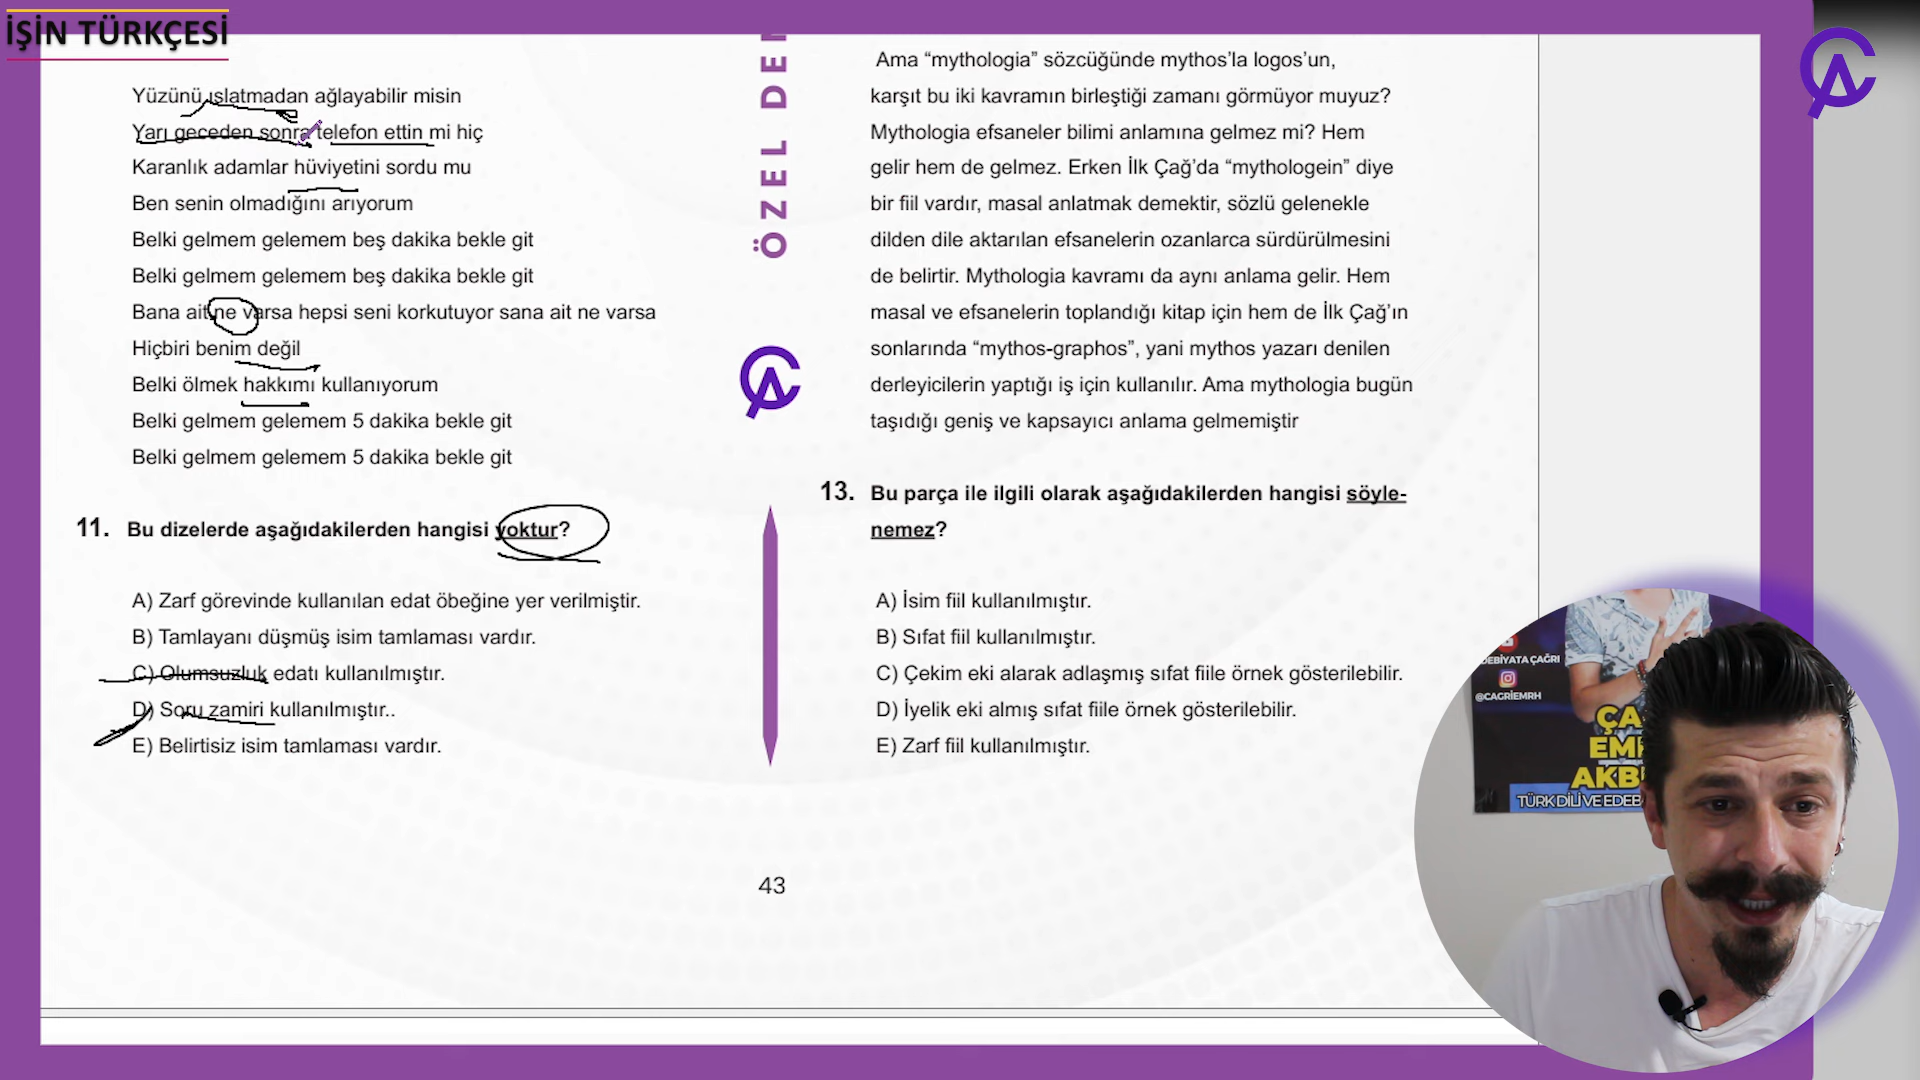 İŞİN TÜRKÇESİ
Yüzünü ıslatmadan ağlayabilir misin
Yarı geceden sonra telefon ettin mi hiç
Karanlık adamlar hüviyetini sordu mu
Ben senin olmadığını arıyorum
Belki gelmem gelemem beş dakika bekle git
Belki gelmem gelemem beş dakika bekle git
Bana ait ne varsa hepsi seni korkutuyor sana ait ne varsa
Hiçbiri benim değil
Belki ölmek hakkımı kullanıyorum
Belki gelmem gelemem 5 dakika bekle git
Belki gelmem gelemem 5 dakika bekle git
11. Bu dizelerde aşağıdakilerden hangisi yoktur?
A) Zarf görevinde kullanılan edat öbeğine yer verilmiştir.
B) Tamlayanı düşmüş isim tamlaması vardır.
C) Olumsuzluk edatı kullanılmıştır.
D) Soru zamiri kullanılmıştır..
E) Belirtisiz isim tamlaması vardır.
ÖZEL DE
Ama “mythologia” sözcüğünde mythos’la logos’un,
karşıt bu iki kavramın birleştiği zamanı görmüyor muyuz?
Mythologia efsaneler bilimi anlamına gelmez mi? Hem
gelir hem de gelmez. Erken İlk Çağ’da “mythologein” diye
bir fiil vardır, masal anlatmak demektir, sözlü gelenekle
dilden dile aktarılan efsanelerin ozanlarca sürdürülmesini
de belirtir. Mythologia kavramı da aynı anlama gelir. Hem
masal ve efsanelerin toplandığı kitap için hem de İlk Çağ’ın
sonlarında “mythos-graphos”, yani mythos yazarı denilen
derleyicilerin yaptığı iş için kullanılır. Ama mythologia bugün
taşıdığı geniş ve kapsayıcı anlama gelmemiştir
13. Bu parça ile ilgili olarak aşağıdakilerden hangisi söyle-
nemez?
A) İsim fiil kullanılmıştır.
B) Sıfat fiil kullanılmıştır.
C) Çekim eki alarak adlaşmış sıfat fiile örnek gösterilebilir.
D) İyelik eki almış sıfat fiile örnek gösterilebilir.
E) Zarf fiil kullanılmıştır.
43
DEBİYATA ÇAĞRI
@CAGRİEMRH
ÇA
EM
AKB
TÜRK DİLİ VE EDEB